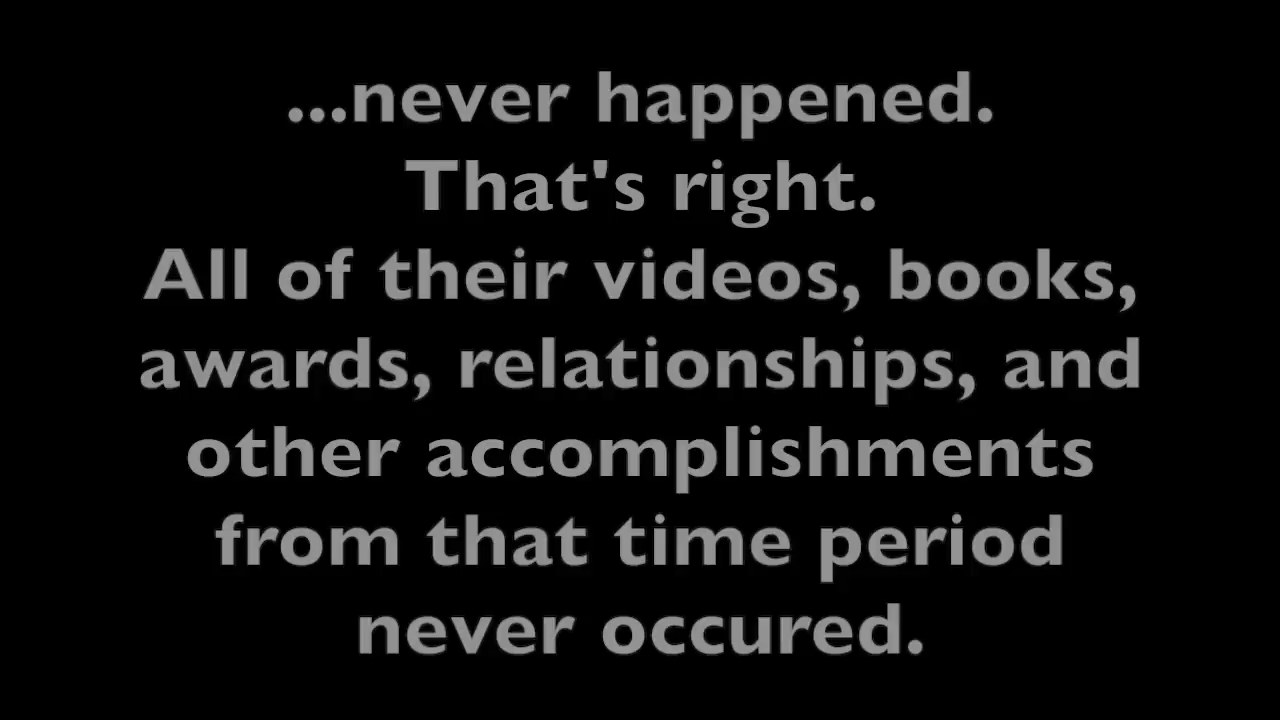 ...never happened.
That's right.
All of their videos, books,
awards, relationships, and
other accomplishments
from that time period
never occured.